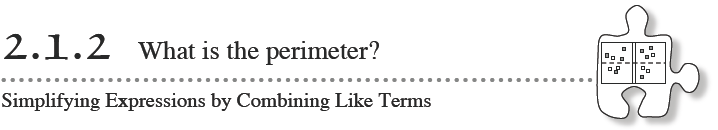 2.1.2 What is the perimeter?
Simplifying Expressions by Combining Like Terms